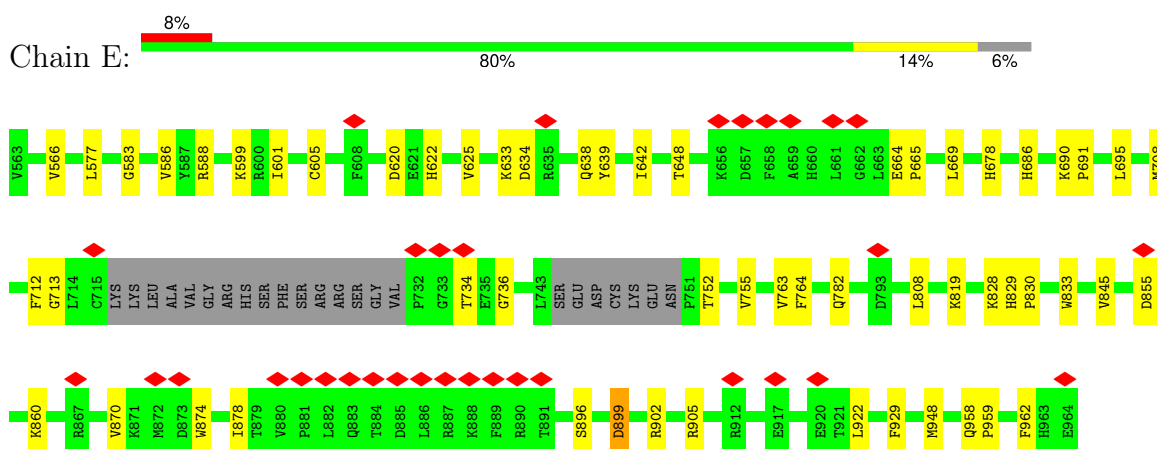 8%
Chain E:
80% 14% 6%
V563 V566 L577 G583 V586 Y587 R588 K599 R600 I601 C605 F608 D620 E621 H622 V625 K633 D634 R635 Q638 Y639 I642 T648 K656 D657 F658 A659 H660 L661 G662 L663 E664 P665 L669 H678 H686 K690 P691 L695 M708
F712 G713 L714 C715 LYS LYS LEU ALA VAL GLY ARG HIS SER PHE SER ARG ARG SER GLY VAL P732 G733 T734 E735 G736 L743 SER GLU ASP CYS LYS GLU ASN P751 T752 V755 V763 F764 Q782 D793 L808 K819 K828 H829 P830 W833 V845 D855
K860 R867 V870 K871 M872 D873 W874 I878 T879 V880 P881 L882 Q883 T884 D885 L886 R887 K888 F889 R890 T891 S896 D899 R902 R905 R912 E917 E920 T921 L922 F929 M948 Q958 P959 F962 H963 E964